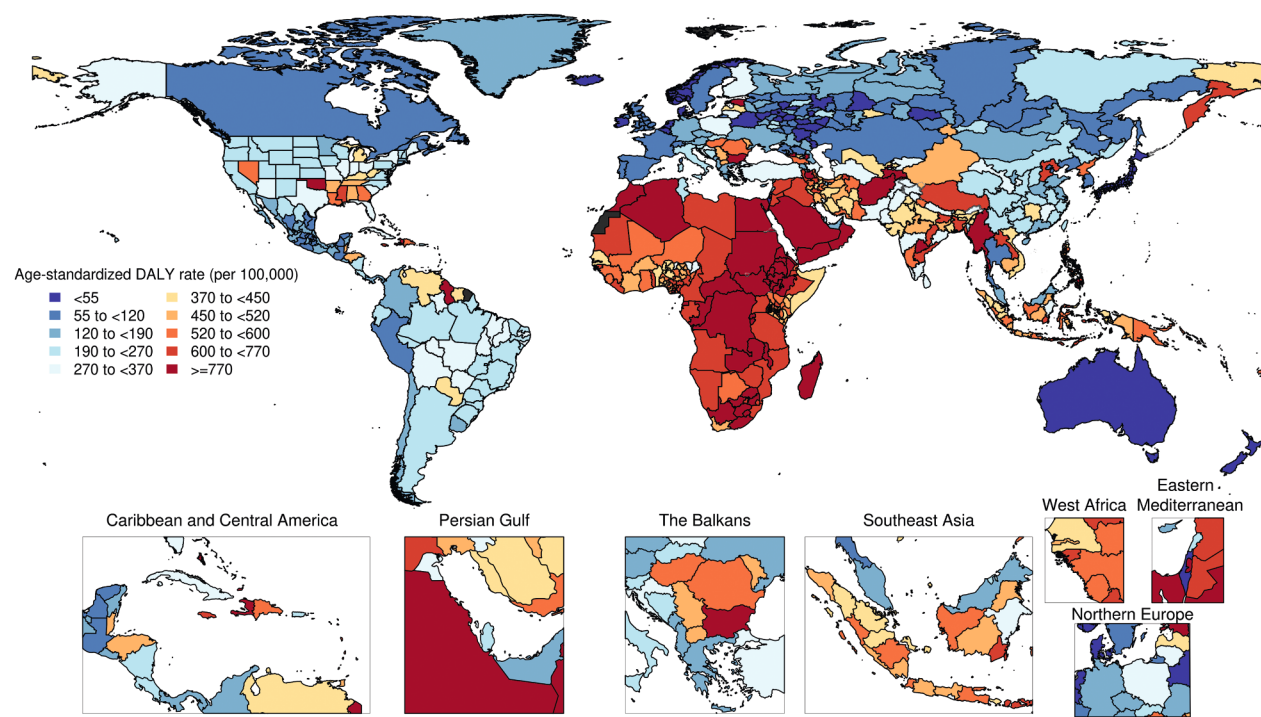 Age-standardized DALY rate (per 100,000)
<55
55 to <120
120 to <190
190 to <270
270 to <370
370 to <450
450 to <520
520 to <600
600 to <770
>=770
Caribbean and Central America
Persian Gulf
The Balkans
Southeast Asia
West Africa
Eastern
Mediterranean
Northern Europe